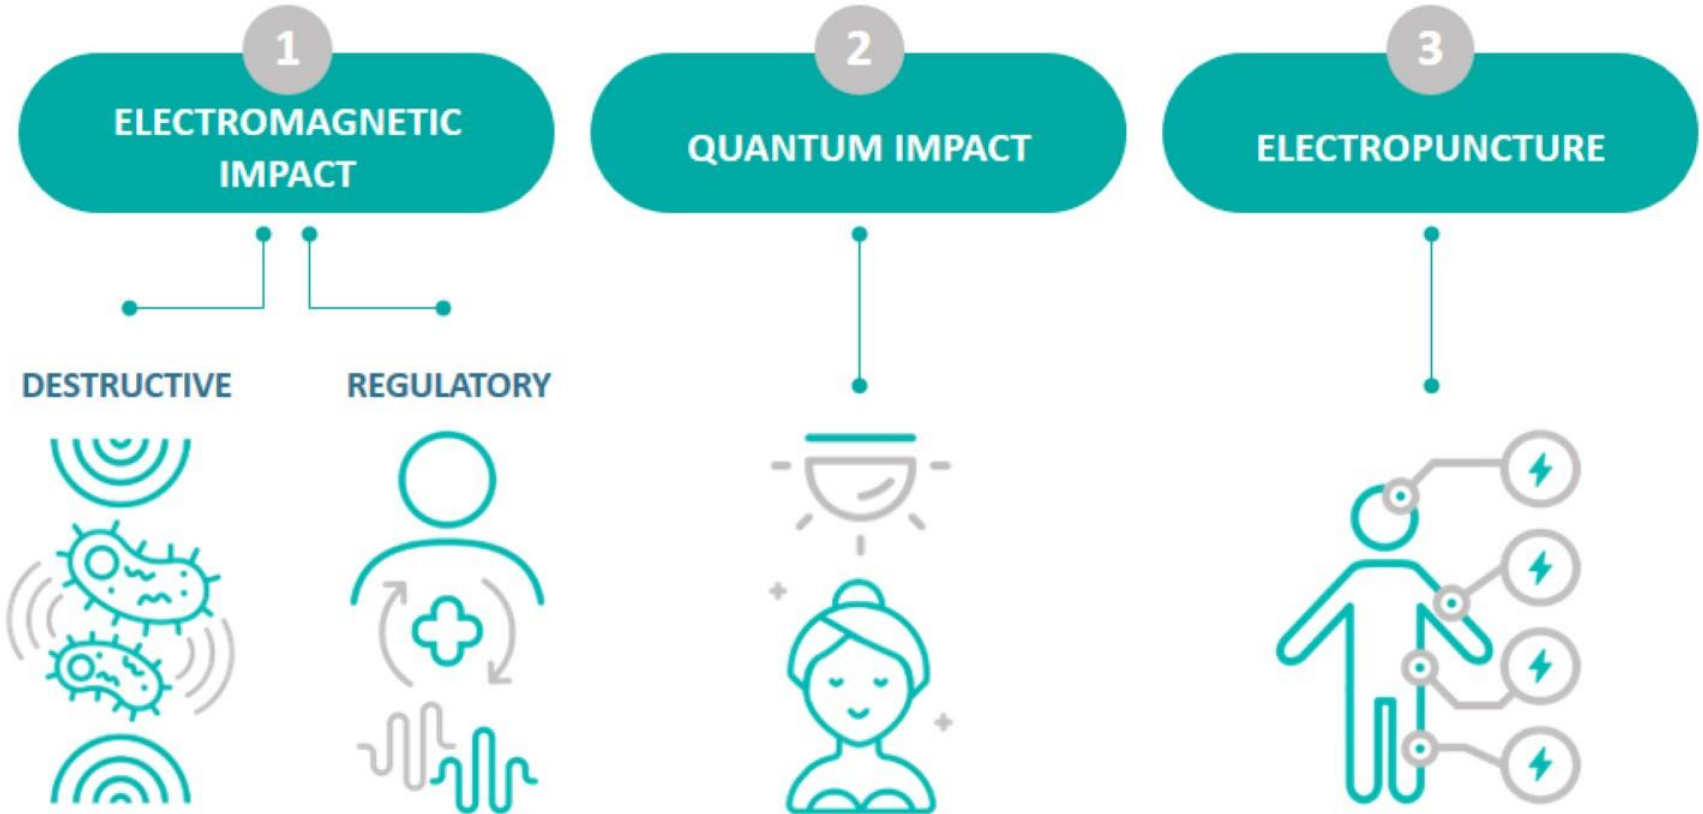 1
ELECTROMAGNETIC
IMPACT
DESTRUCTIVE
REGULATORY
2
QUANTUM IMPACT
3
ELECTROPUNCTURE